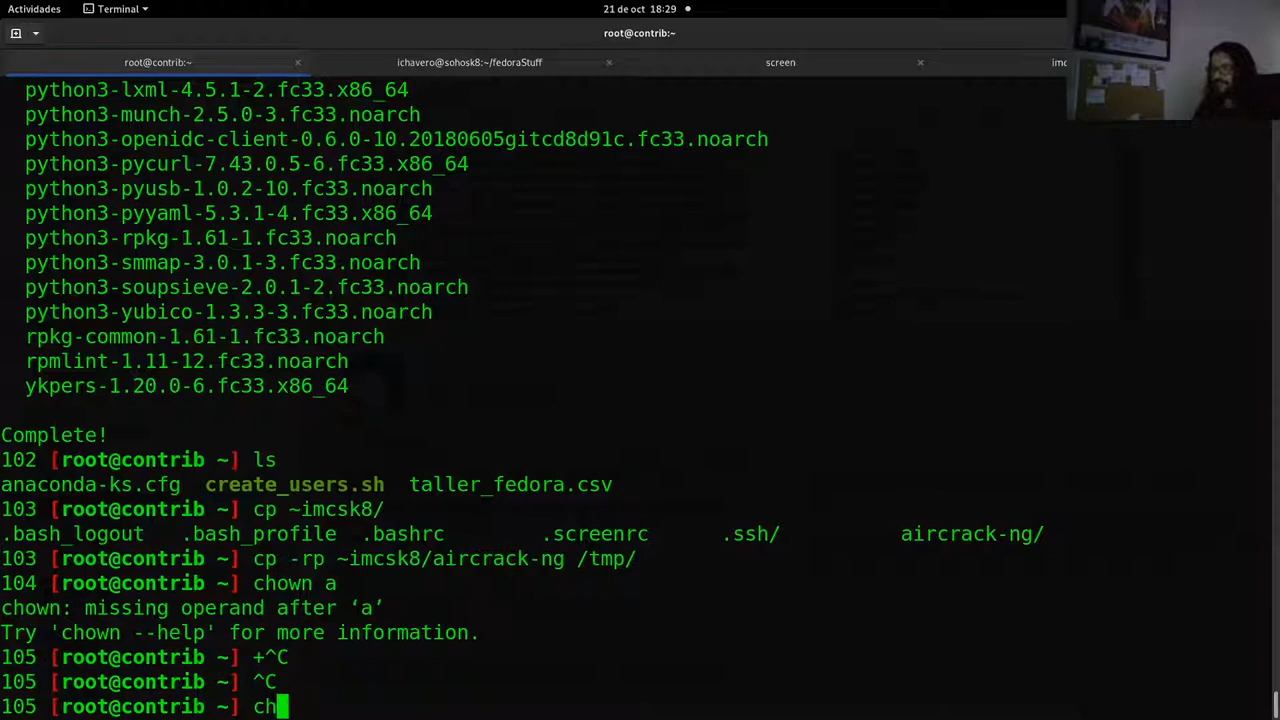 Actividades
Terminal
21 de oct 18:29
root@contrib:~
root@contrib:~
ichavero@sohosk8:~/fedoraStuff
screen
imc
python3-lxml-4.5.1-2.fc33.x86_64
python3-munch-2.5.0-3.fc33.noarch
python3-openidc-client-0.6.0-10.20180605gitcd8d91c.fc33.noarch
python3-pycurl-7.43.0.5-6.fc33.x86_64
python3-pyusb-1.0.2-10.fc33.noarch
python3-pyyaml-5.3.1-4.fc33.x86_64
python3-rpkg-1.61-1.fc33.noarch
python3-smmap-3.0.1-3.fc33.noarch
python3-soupsieve-2.0.1-2.fc33.noarch
python3-yubico-1.3.3-3.fc33.noarch
rpkg-common-1.61-1.fc33.noarch
rpmlint-1.11-12.fc33.noarch
ykpers-1.20.0-6.fc33.x86_64
Complete!
102 [root@contrib ~] ls
anaconda-ks.cfg create_users.sh taller_fedora.csv
103 [root@contrib ~] cp ~imcsk8/
.bash_logout .bash_profile .bashrc .screenrc .ssh/ aircrack-ng/
103 [root@contrib ~] cp -rp ~imcsk8/aircrack-ng /tmp/
104 [root@contrib ~] chown a
chown: missing operand after ‘a’
Try 'chown --help' for more information.
105 [root@contrib ~] +^C
105 [root@contrib ~] ^C
105 [root@contrib ~] ch